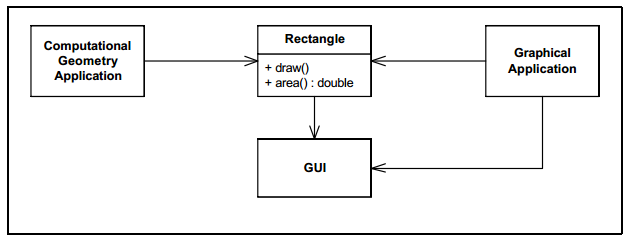 Computational
Geometry
Application
Rectangle
+ draw()
+ area() : double
Graphical
Application
GUI